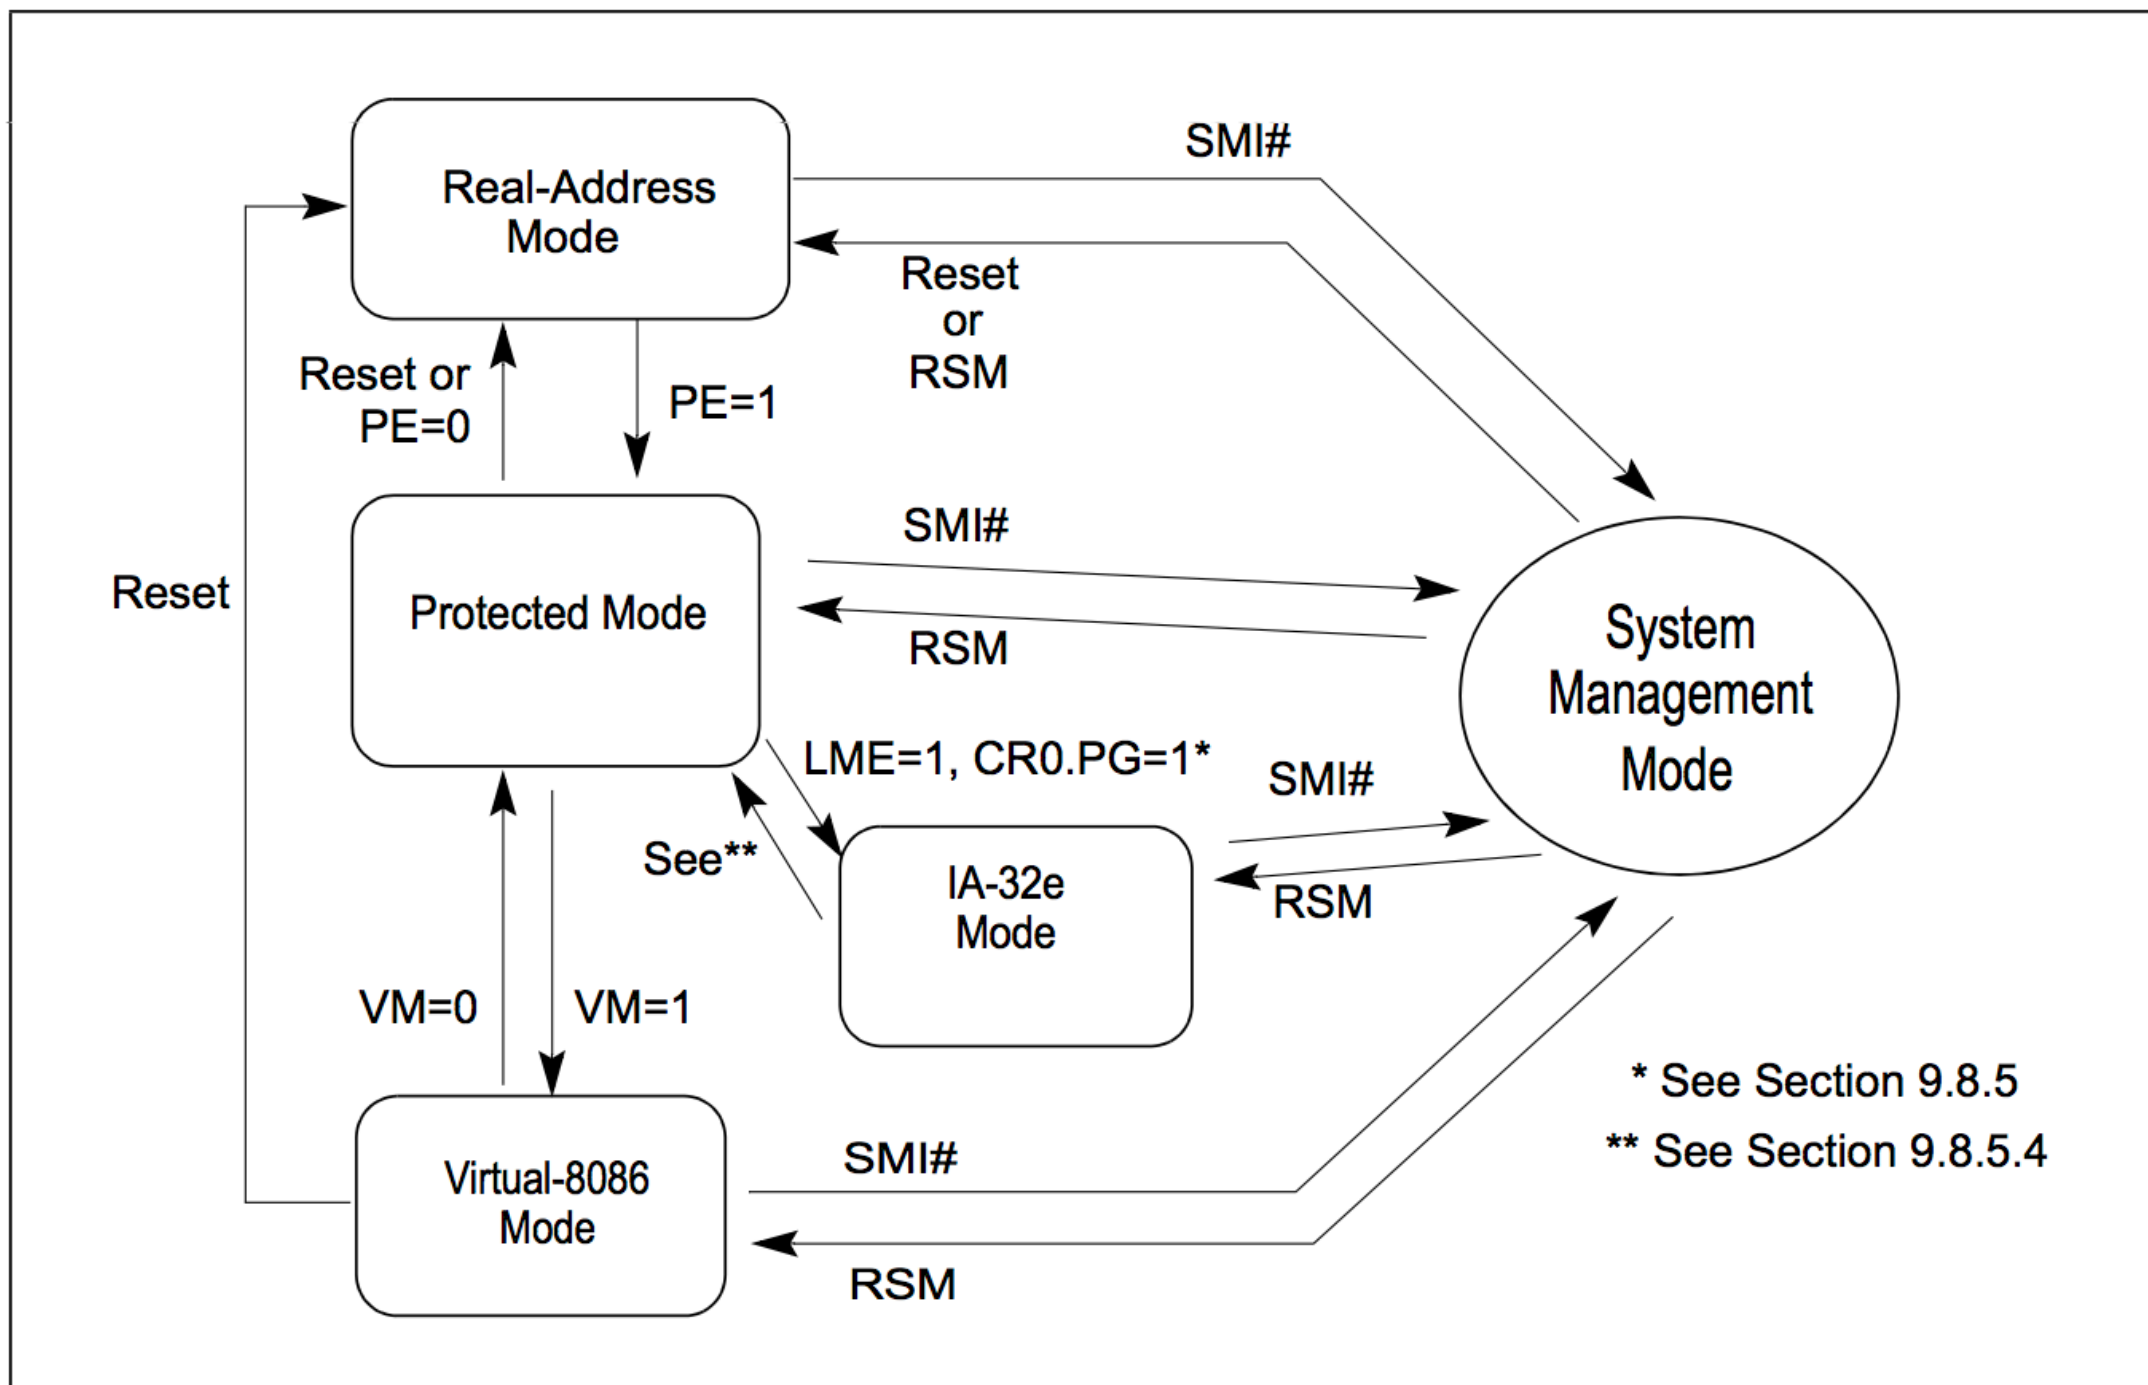 SMI#
Real-Address
Mode
Reset
or
RSM
Reset or
PE=0
PE=1
SMI#
Reset
Protected Mode
RSM
System
Management
Mode
LME=1, CR0.PG=1*
SMI#
See**
IA-32e
Mode
RSM
VM=0
VM=1
* See Section 9.8.5
** See Section 9.8.5.4
SMI#
Virtual-8086
Mode
RSM